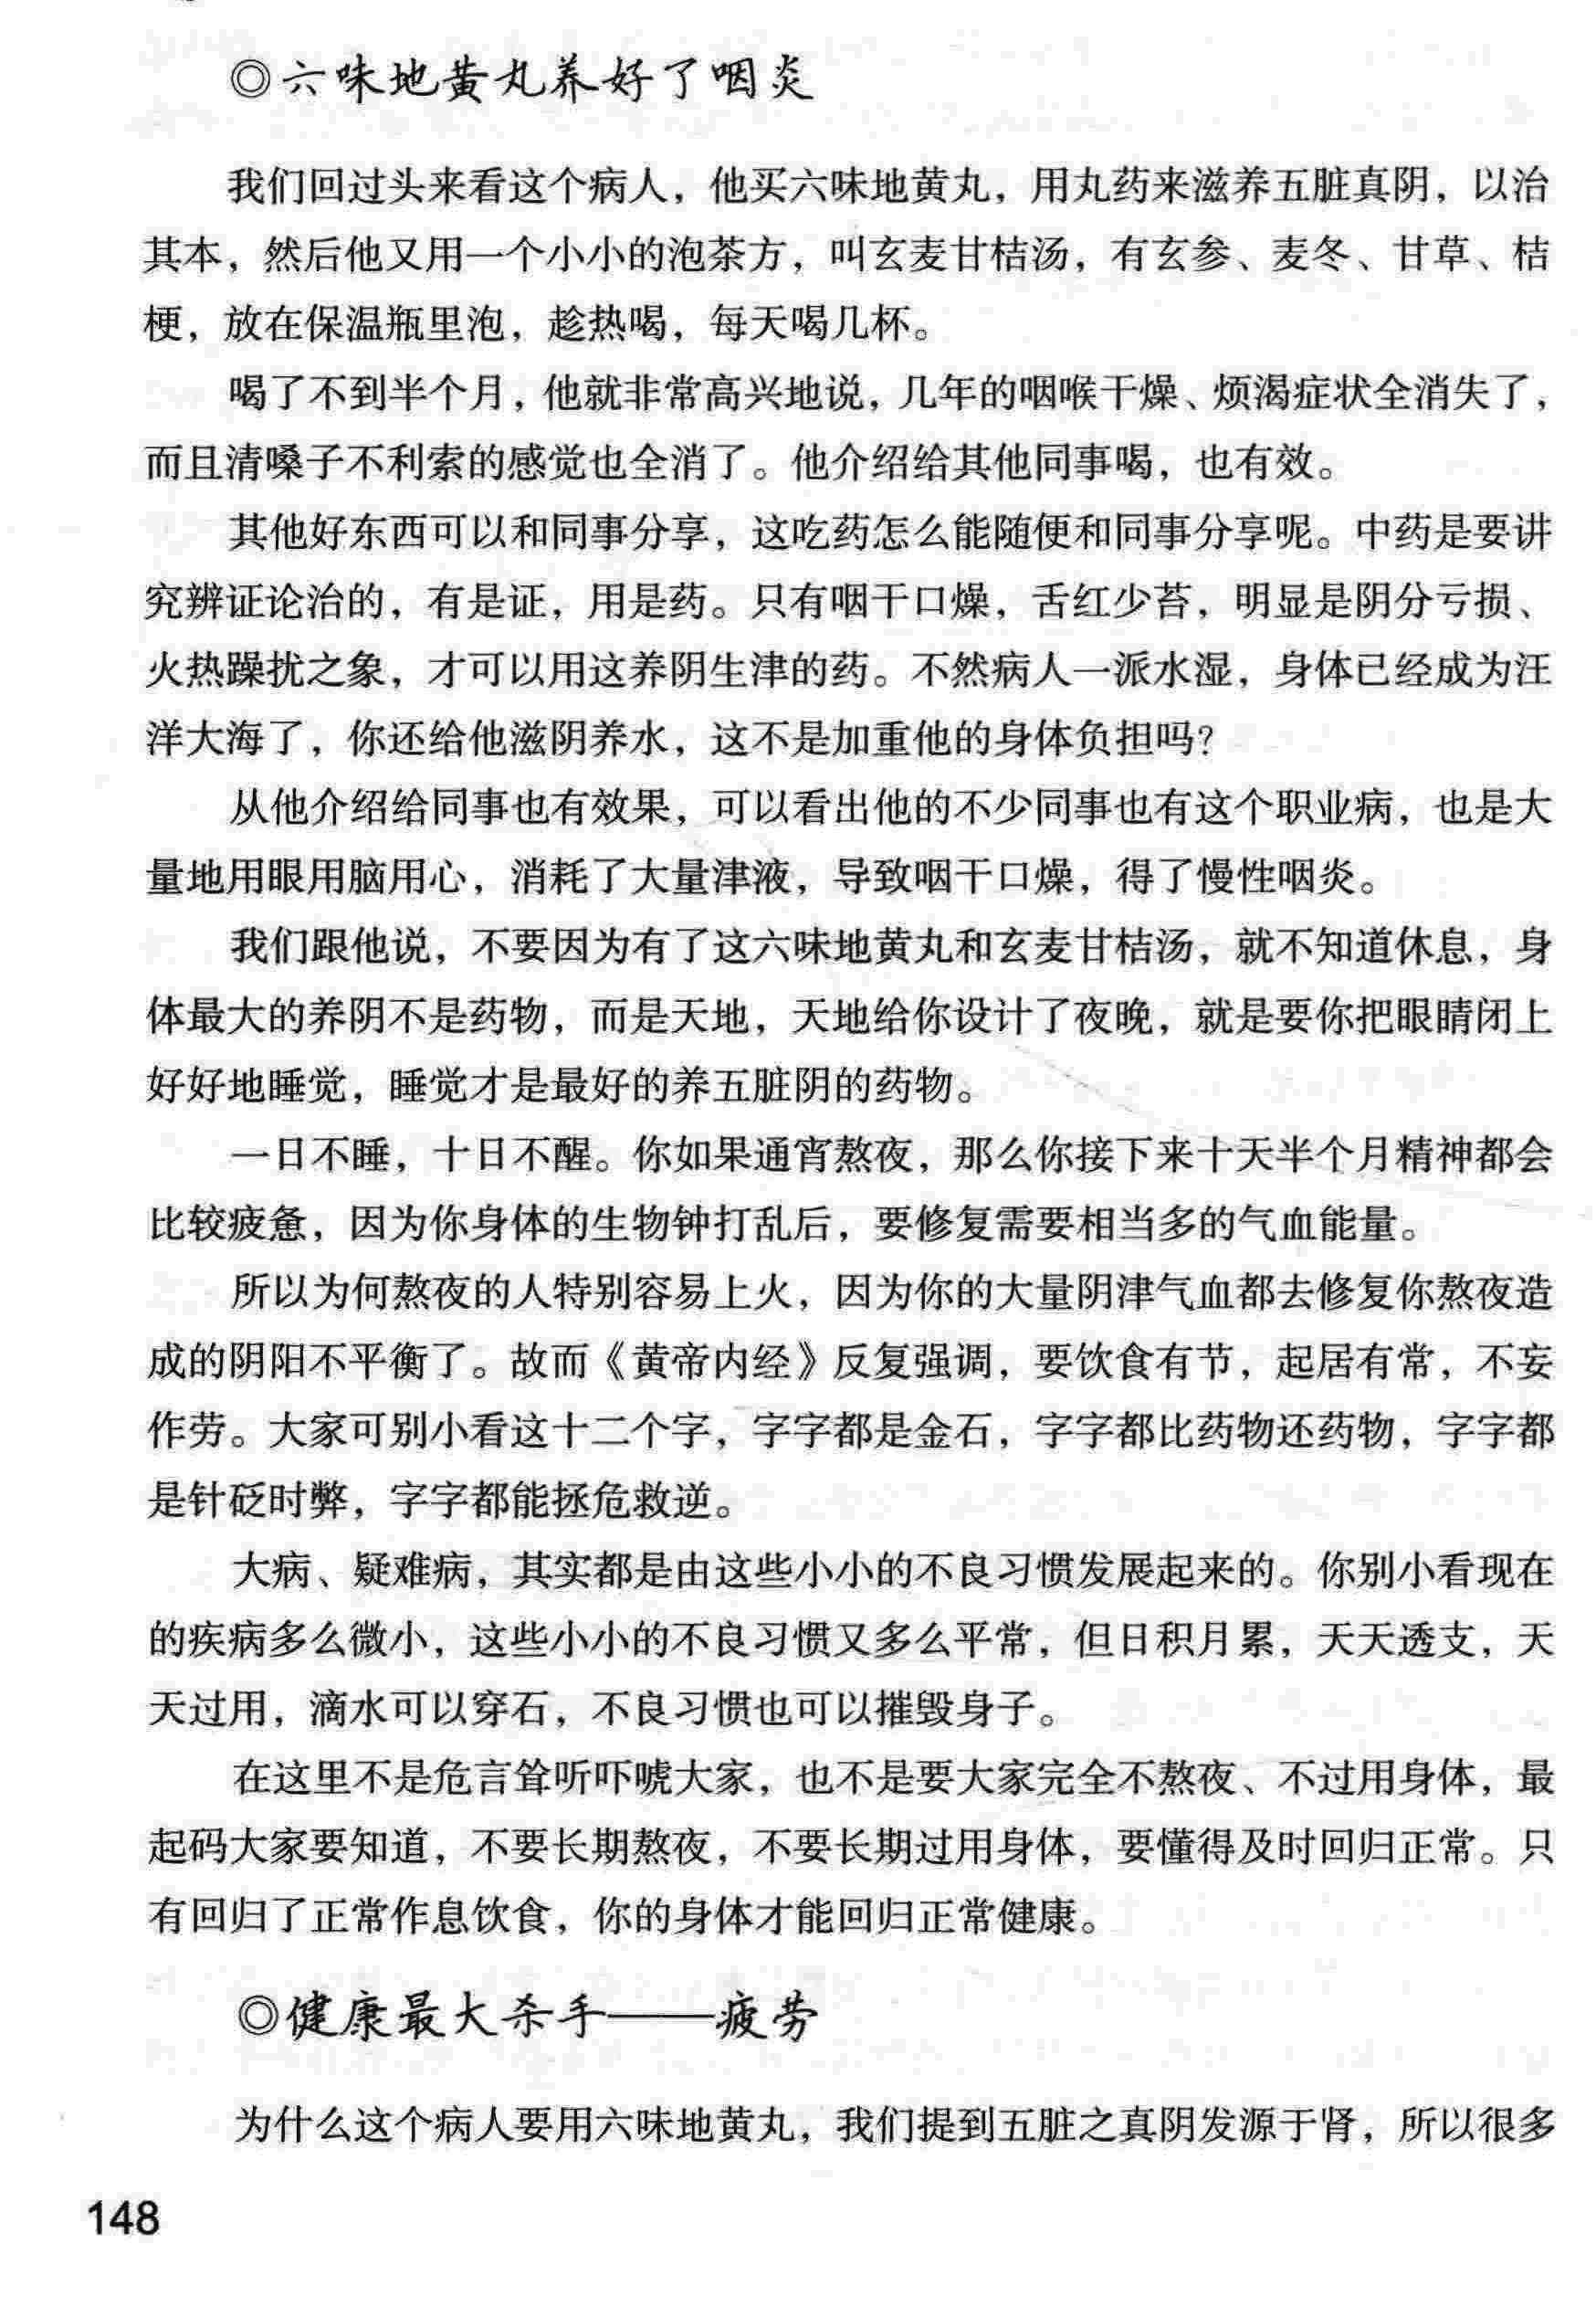 ◎六味地黄丸养好了咽炎
我们回过头来看这个病人，他买六味地黄丸，用丸药来滋养五脏真阴，以治
其本，然后他又用一个小小的泡茶方，叫玄麦甘桔汤，有玄参、麦冬、甘草、桔
梗，放在保温瓶里泡，趁热喝，每天喝几杯。
喝了不到半个月，他就非常高兴地说，几年的咽喉干燥、烦渴症状全消失了，
而且清嗓子不利索的感觉也全消了。他介绍给其他同事喝，也有效。
其他好东西可以和同事分享，这吃药怎么能随便和同事分享呢。中药是要讲
究辨证论治的，有是证，用是药。只有咽干口燥，舌红少苔，明显是阴分亏损、
火热躁扰之象，才可以用这养阴生津的药。不然病人一派水湿，身体已经成为汪
洋大海了，你还给他滋阴养水，这不是加重他的身体负担吗？
从他介绍给同事也有效果，可以看出他的不少同事也有这个职业病，也是大
量地用眼用脑用心，消耗了大量津液，导致咽干口燥，得了慢性咽炎。
我们跟他说，不要因为有了这六味地黄丸和玄麦甘桔汤，就不知道休息，身
体最大的养阴不是药物，而是天地，天地给你设计了夜晚，就是要你把眼睛闭上
好好地睡觉，睡觉才是最好的养五脏阴的药物。
一日不睡，十日不醒。你如果通宵熬夜，那么你接下来十天半个月精神都会
比较疲惫，因为你身体的生物钟打乱后，要修复需要相当多的气血能量。
所以为何熬夜的人特别容易上火，因为你的大量阴津气血都去修复你熬夜造
成的阴阳不平衡了。故而《黄帝内经》反复强调，要饮食有节，起居有常，不妄
作劳。大家可别小看这十二个字，字字都是金石，字字都比药物还药物，字字都
是针砭时弊，字字都能拯危救逆。
大病、疑难病，其实都是由这些小小的不良习惯发展起来的。你别小看现在
的疾病多么微小，这些小小的不良习惯又多么平常，但日积月累，天天透支，天
天过用，滴水可以穿石，不良习惯也可以摧毁身子。
在这里不是危言耸听吓唬大家，也不是要大家完全不熬夜、不过用身体，最
起码大家要知道，不要长期熬夜，不要长期过用身体，要懂得及时回归正常。只
有回归了正常作息饮食，你的身体才能回归正常健康。
◎健康最大杀手——疲劳
为什么这个病人要用六味地黄丸，我们提到五脏之真阴发源于肾，所以很多
148